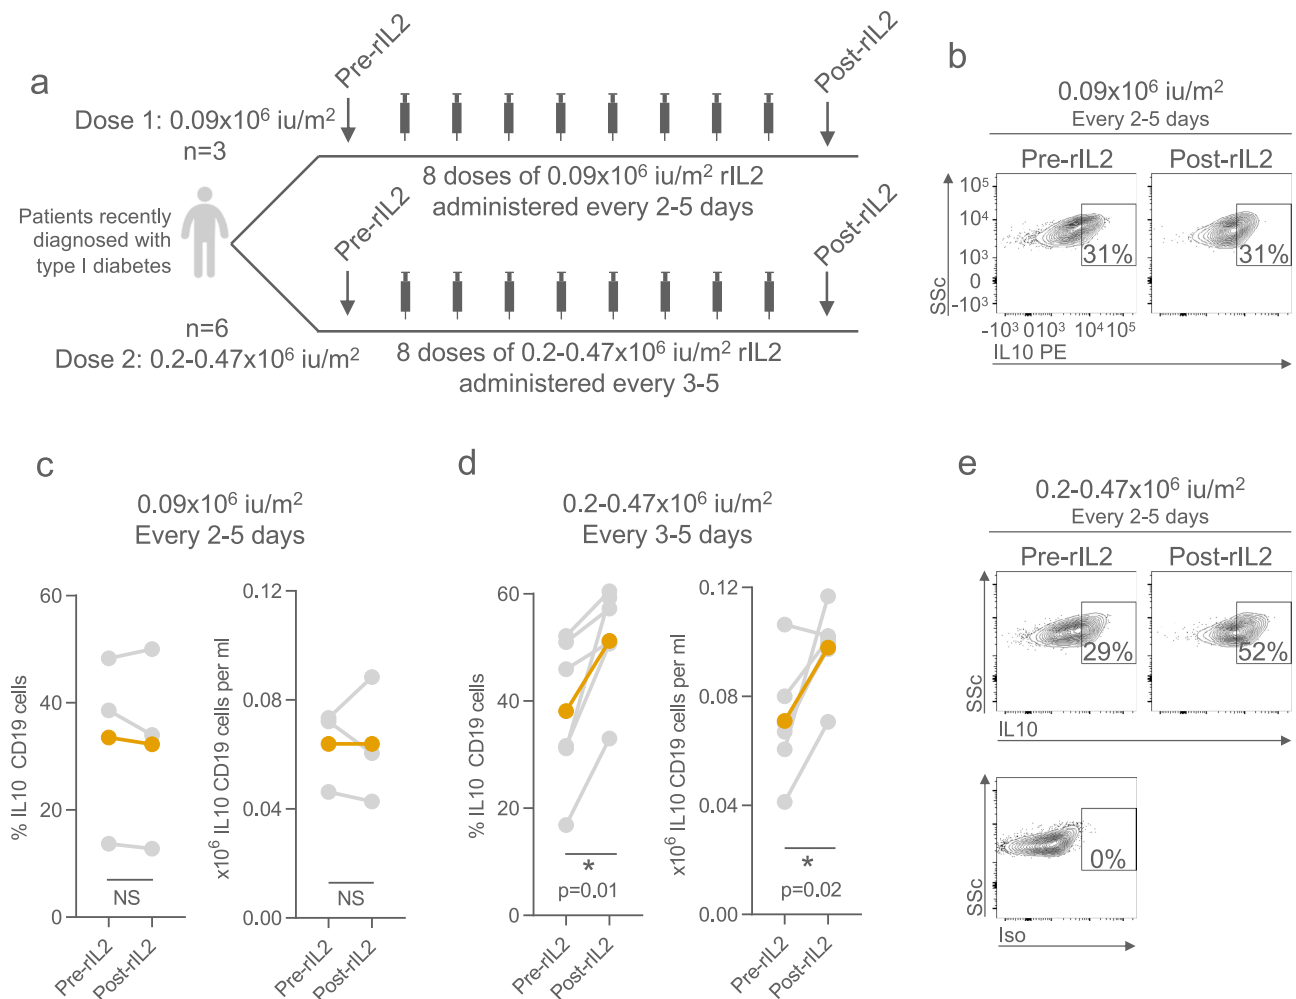 a
Pre-rIL2
Post-rIL2
Dose 1: 0.09x10⁶ iu/m²
n=3
8 doses of 0.09x10⁶ iu/m² rIL2
administered every 2-5 days
Patients recently
diagnosed with
type I diabetes
Pre-rIL2
Post-rIL2
n=6
Dose 2: 0.2-0.47x10⁶ iu/m²
8 doses of 0.2-0.47x10⁶ iu/m² rIL2
administered every 3-5
b
0.09x10⁶ iu/m²
Every 2-5 days
Pre-rIL2
Post-rIL2
SSc
10⁵
10⁴
10³
0
-10³
31%
31%
-10³ 0 10³ 10⁴ 10⁵
IL10 PE
c
0.09x10⁶ iu/m²
Every 2-5 days
% IL10 CD19 cells
60
40
20
0
NS
Pre-rIL2
Post-rIL2
x10⁶ IL10 CD19 cells per ml
0.12
0.08
0.04
0.00
NS
Pre-rIL2
Post-rIL2
d
0.2-0.47x10⁶ iu/m²
Every 3-5 days
% IL10 CD19 cells
60
40
20
0
*
p=0.01
Pre-rIL2
Post-rIL2
x10⁶ IL10 CD19 cells per ml
0.12
0.08
0.04
0.00
*
p=0.02
Pre-rIL2
Post-rIL2
e
0.2-0.47x10⁶ iu/m²
Every 2-5 days
Pre-rIL2
Post-rIL2
SSc
29%
52%
IL10
SSc
0%
Iso